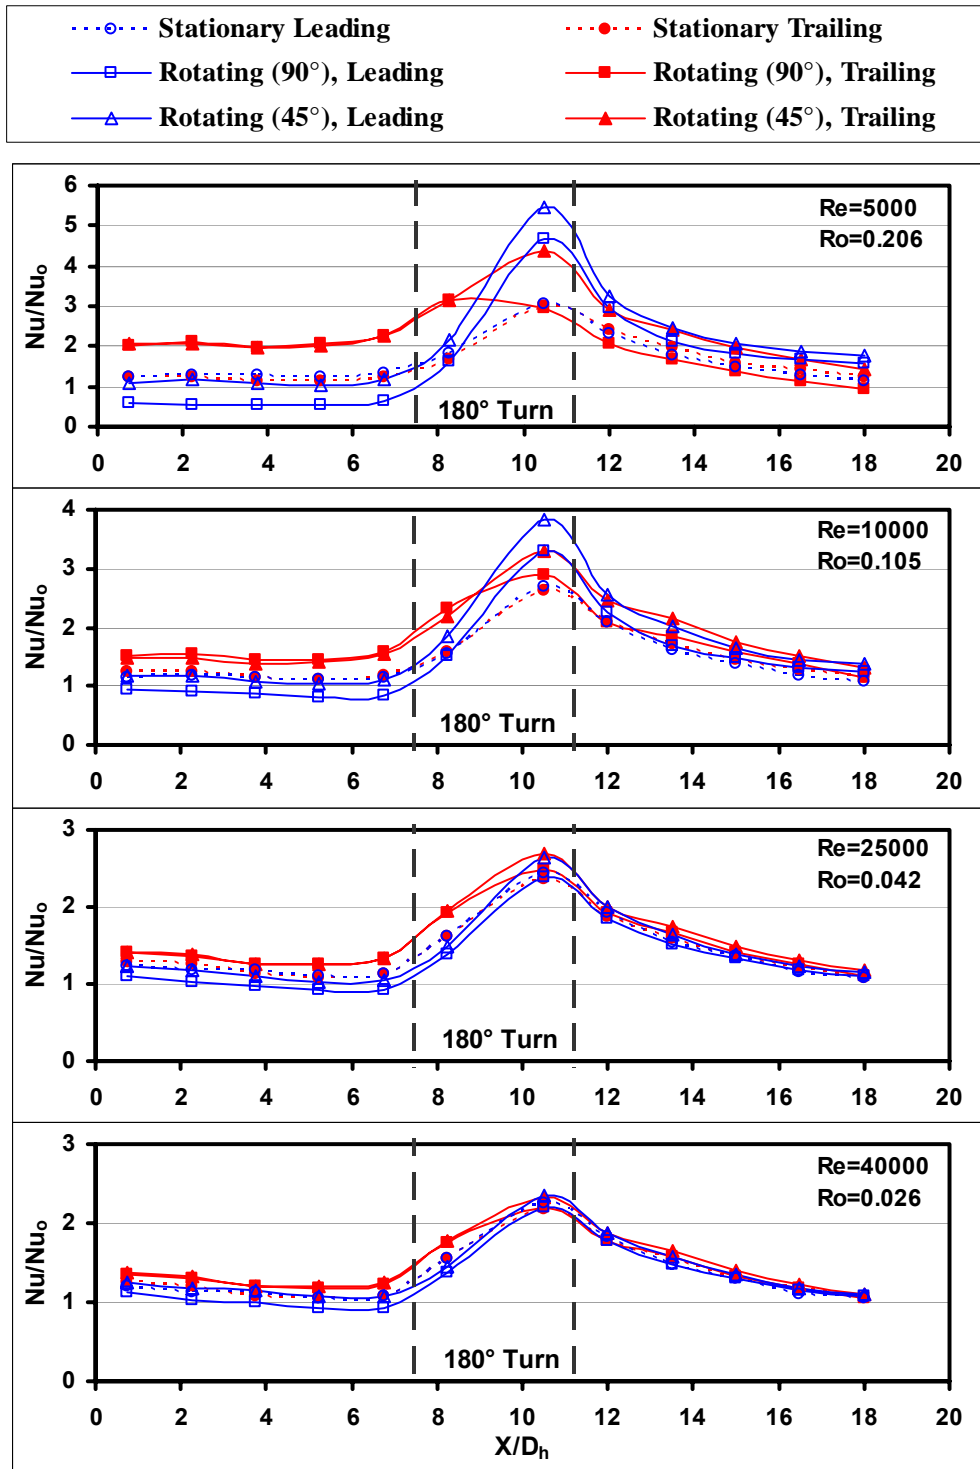 Stationary Leading
Stationary Trailing
Rotating (90°), Leading
Rotating (90°), Trailing
Rotating (45°), Leading
Rotating (45°), Trailing
6
5
4
3
2
1
0
Nu/Nuo
Re=5000
Ro=0.206
180° Turn
0 2 4 6 8 10 12 14 16 18 20
4
3
2
1
0
Nu/Nuo
Re=10000
Ro=0.105
180° Turn
0 2 4 6 8 10 12 14 16 18 20
3
2
1
0
Nu/Nuo
Re=25000
Ro=0.042
180° Turn
0 2 4 6 8 10 12 14 16 18 20
3
2
1
0
Nu/Nuo
Re=40000
Ro=0.026
180° Turn
0 2 4 6 8 10 12 14 16 18 20
X/Dh